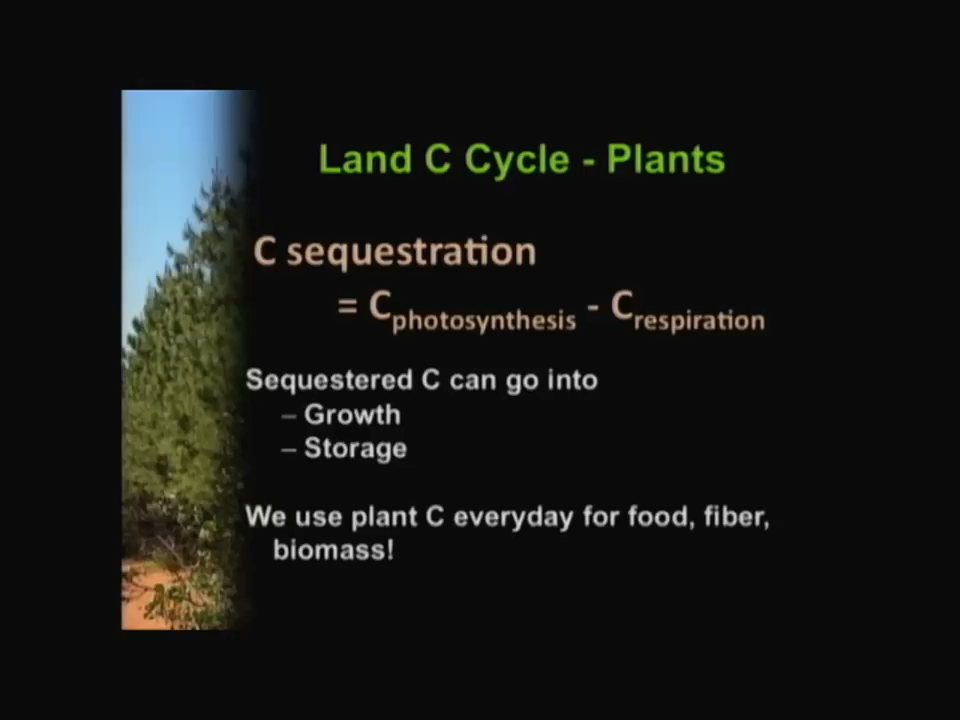 Land C Cycle - Plants
C sequestration
= Cphotosynthesis - Crespiration
Sequestered C can go into
– Growth
– Storage
We use plant C everyday for food, fiber,
biomass!